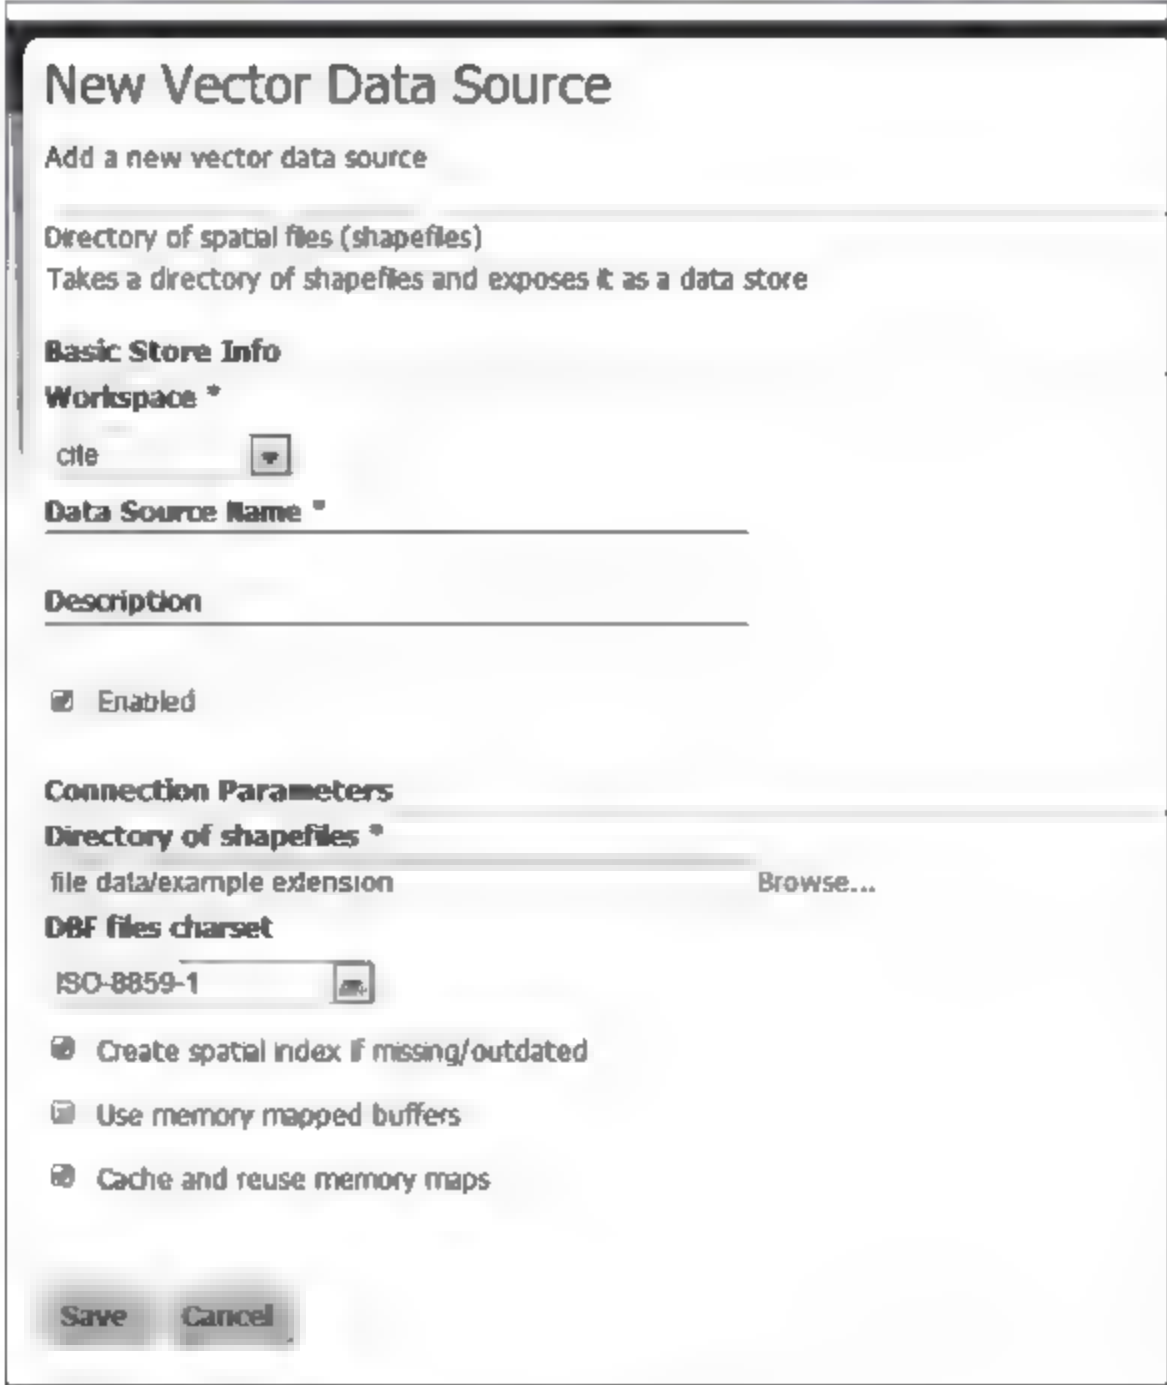 New Vector Data Source
Add a new vector data source
Directory of spatial files (shapefiles)
Takes a directory of shapefiles and exposes it as a data store
Basic Store Info
Workspace *
cite
Data Source Name *
Description
Enabled
Connection Parameters
Directory of shapefiles *
file data/example extension
Browse...
DBF files charset
ISO-8859-1
Create spatial index if missing/outdated
Use memory mapped buffers
Cache and reuse memory maps
Save Cancel